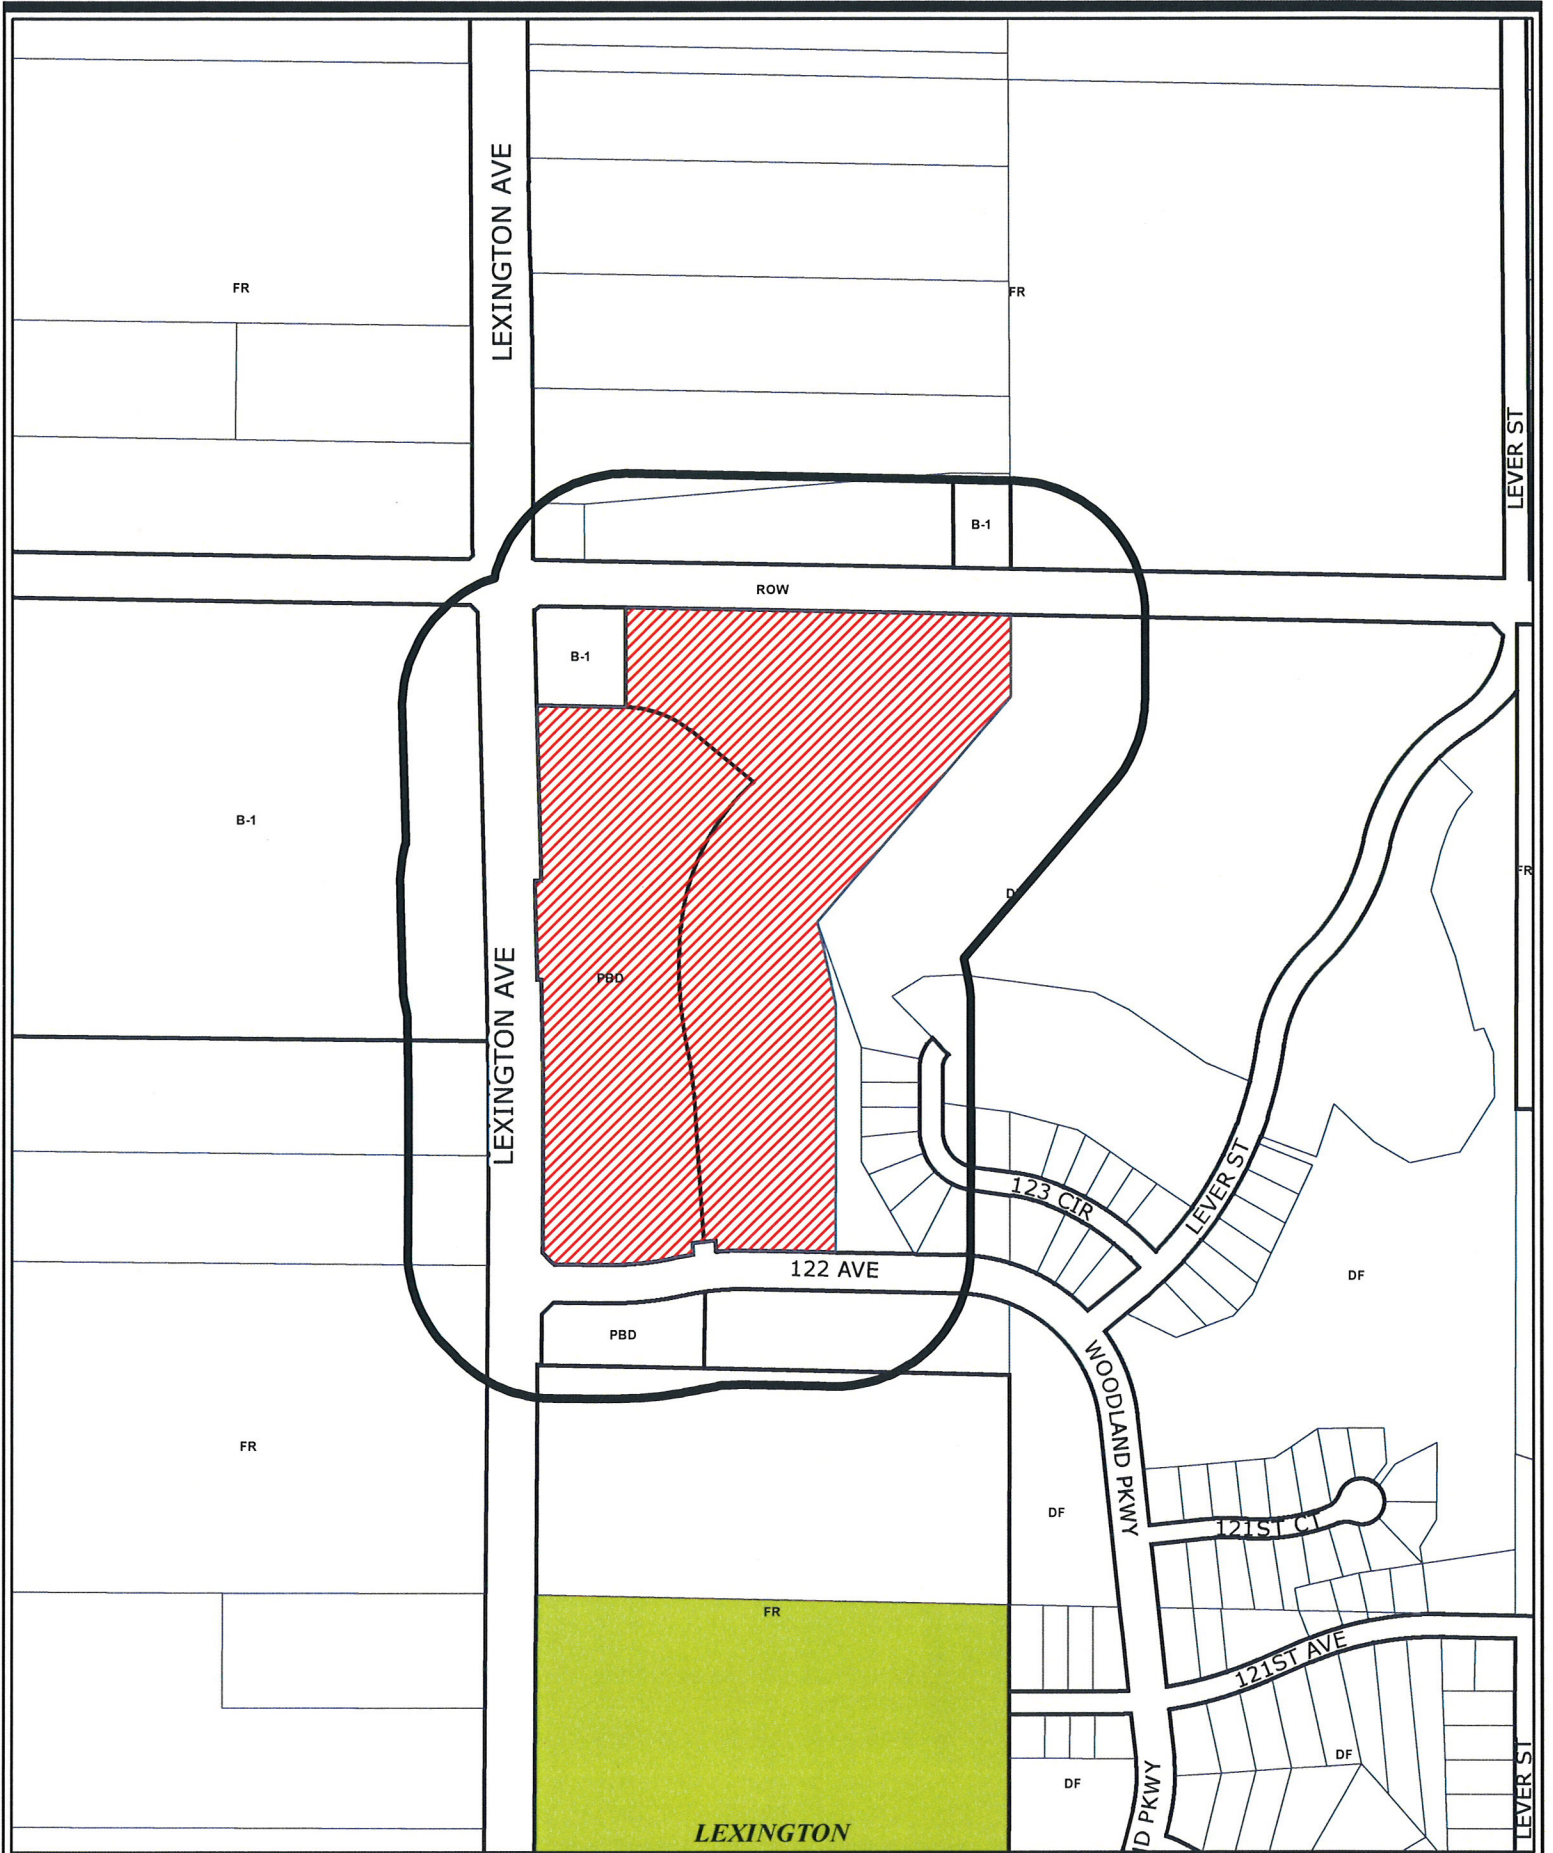 LEXINGTON AVE
FR
FR
LEVER ST
B-1
ROW
B-1
B-1
FR
LEXINGTON AVE
PBD
123 CIR
LEVER ST
122 AVE
DF
PBD
WOODLAND PKWY
FR
DF
121ST CT
FR
121ST AVE
DF
DF
LEVER ST
D PKWY
LEXINGTON